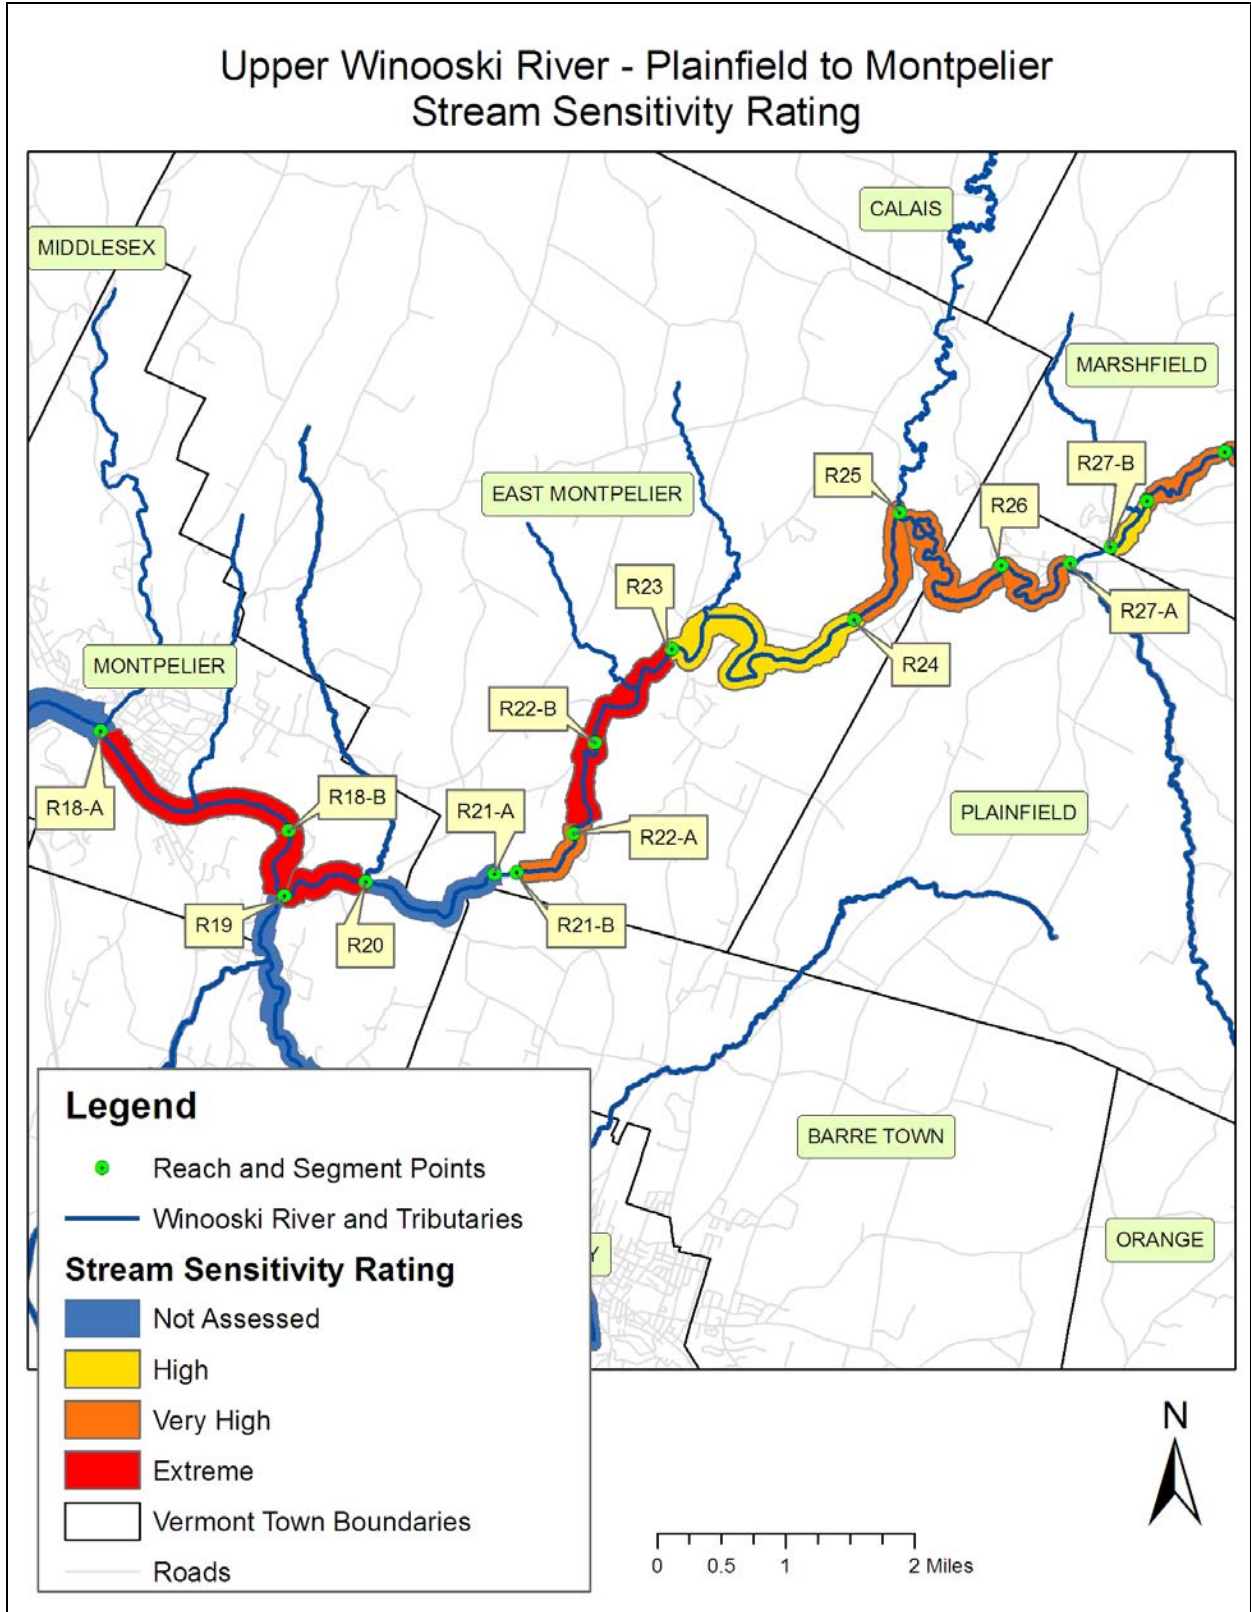 Upper Winooski River - Plainfield to Montpelier
Stream Sensitivity Rating
CALAIS
MIDDLESEX
MARSHFIELD
R27-B
R25
EAST MONTPELIER
R26
R23
R27-A
MONTPELIER
R24
R22-B
R18-B
R18-A
R21-A
PLAINFIELD
R22-A
R19
R21-B
R20
Legend
Reach and Segment Points
BARRE TOWN
Winooski River and Tributaries
ORANGE
Y
Stream Sensitivity Rating
Not Assessed
High
Very High
Extreme
Vermont Town Boundaries
Roads
N
0 0.5 1 2 Miles